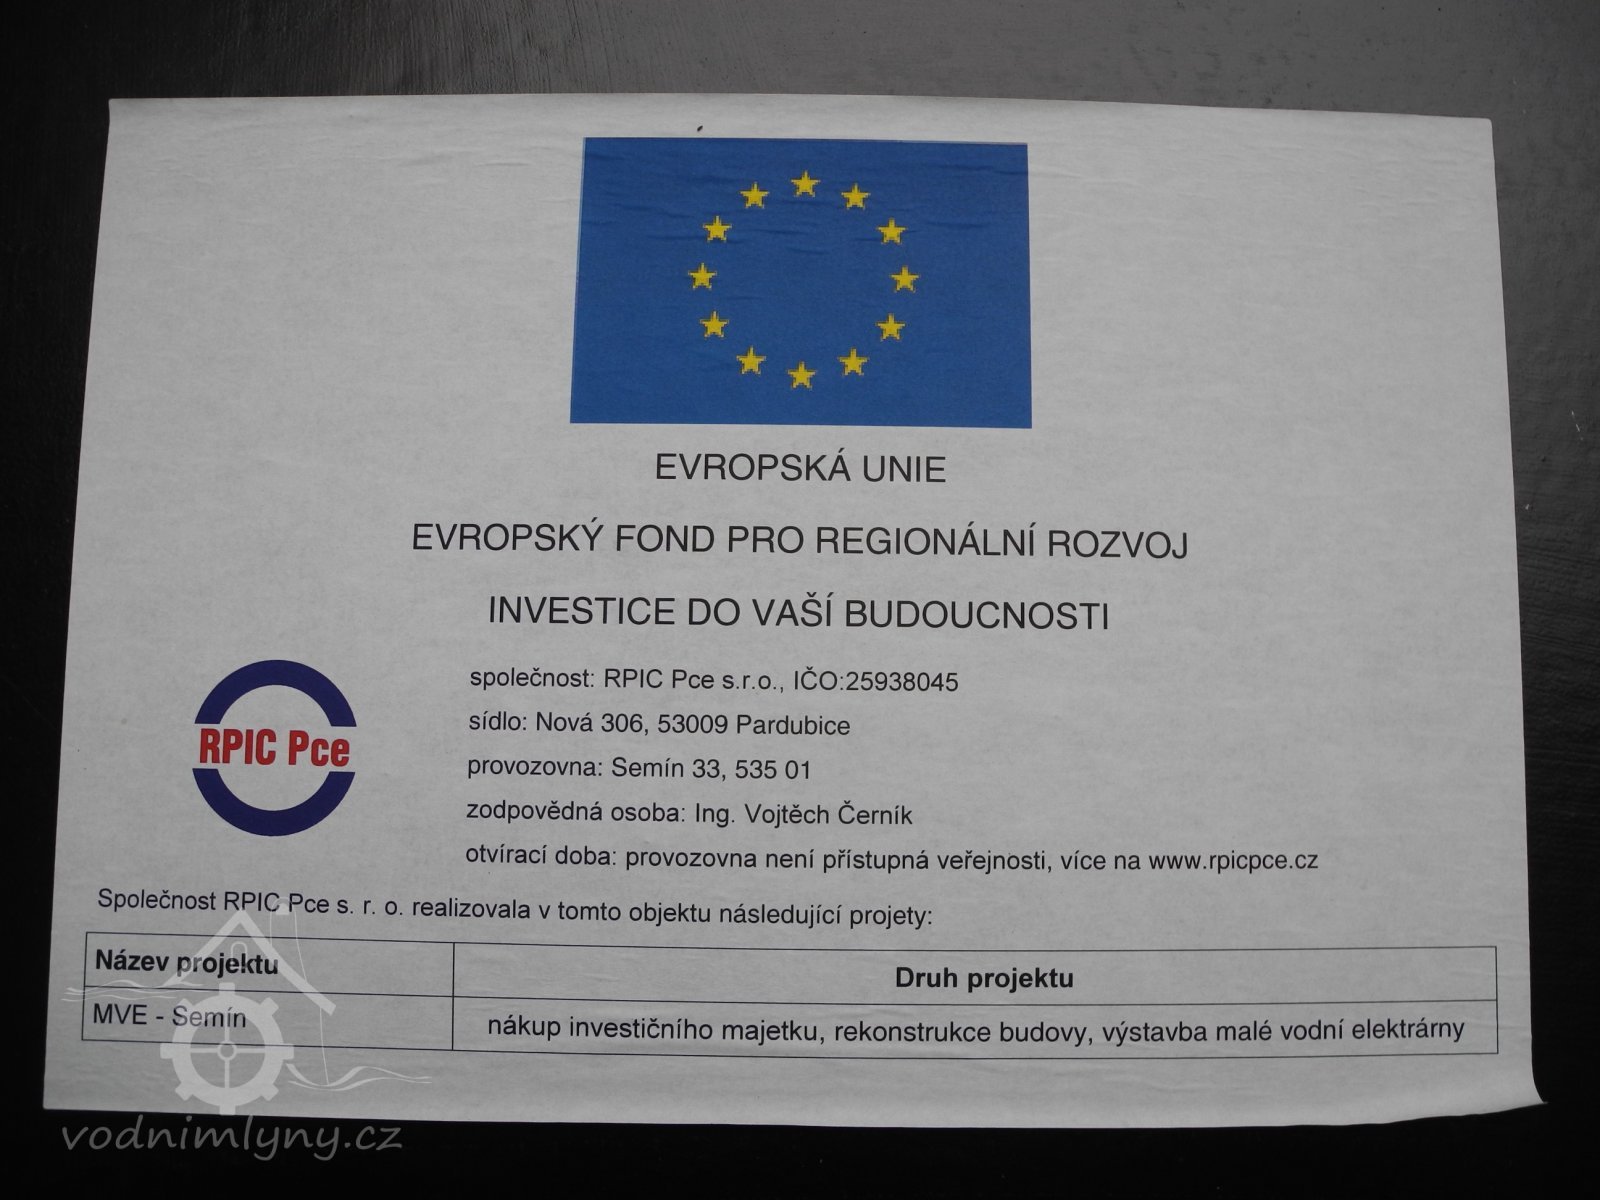 EVROPSKÁ UNIE
EVROPSKÝ FOND PRO REGIONÁLNÍ ROZVOJ
INVESTICE DO VAŠÍ BUDOUCNOSTI
RPIC Pce
společnost: RPIC Pce s.r.o., IČO:25938045
sídlo: Nová 306, 53009 Pardubice
provozovna: Semín 33, 535 01
zodpovědná osoba: Ing. Vojtěch Černík
otvírací doba: provozovna není přístupná veřejnosti, více na www.rpicpce.cz
Společnost RPIC Pce s. r. o. realizovala v tomto objektu následující projety:
Název projektu
Druh projektu
MVE - Semín
nákup investičního majetku, rekonstrukce budovy, výstavba malé vodní elektrárny
vodnimlyny.cz